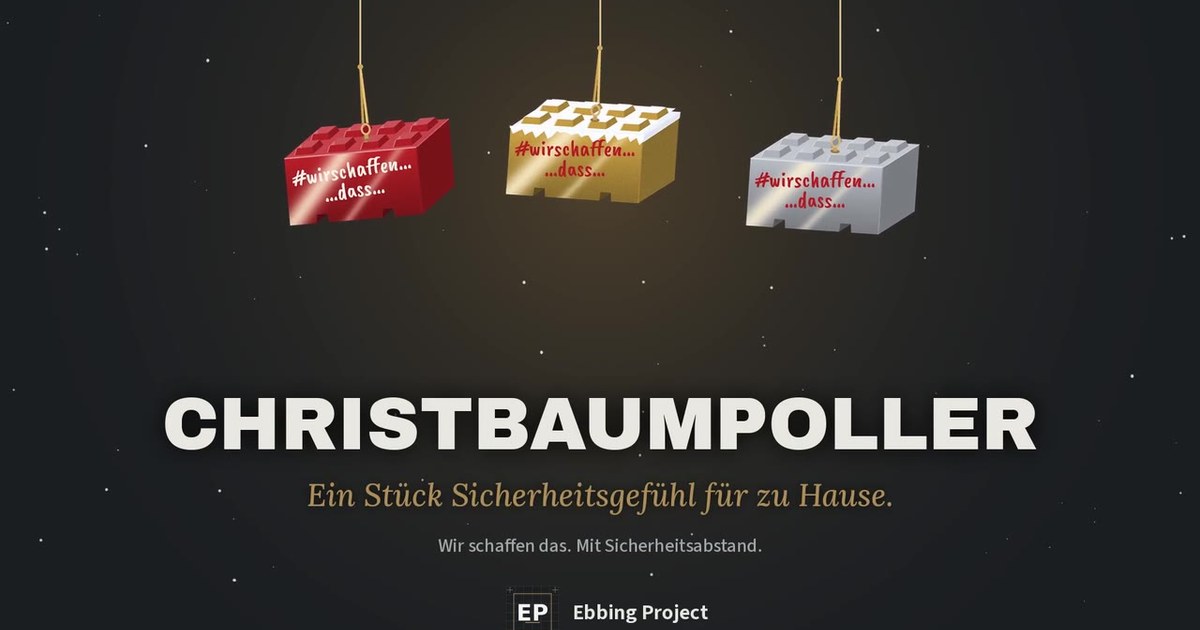 #wirschaffen...
...dass...
#wirschaffen...
...dass...
#wirschaffen...
...dass...
CHRISTBAUMPOLLER
Ein Stück Sicherheitsgefühl für zu Hause.
Wir schaffen das. Mit Sicherheitsabstand.
EP Ebbing Project